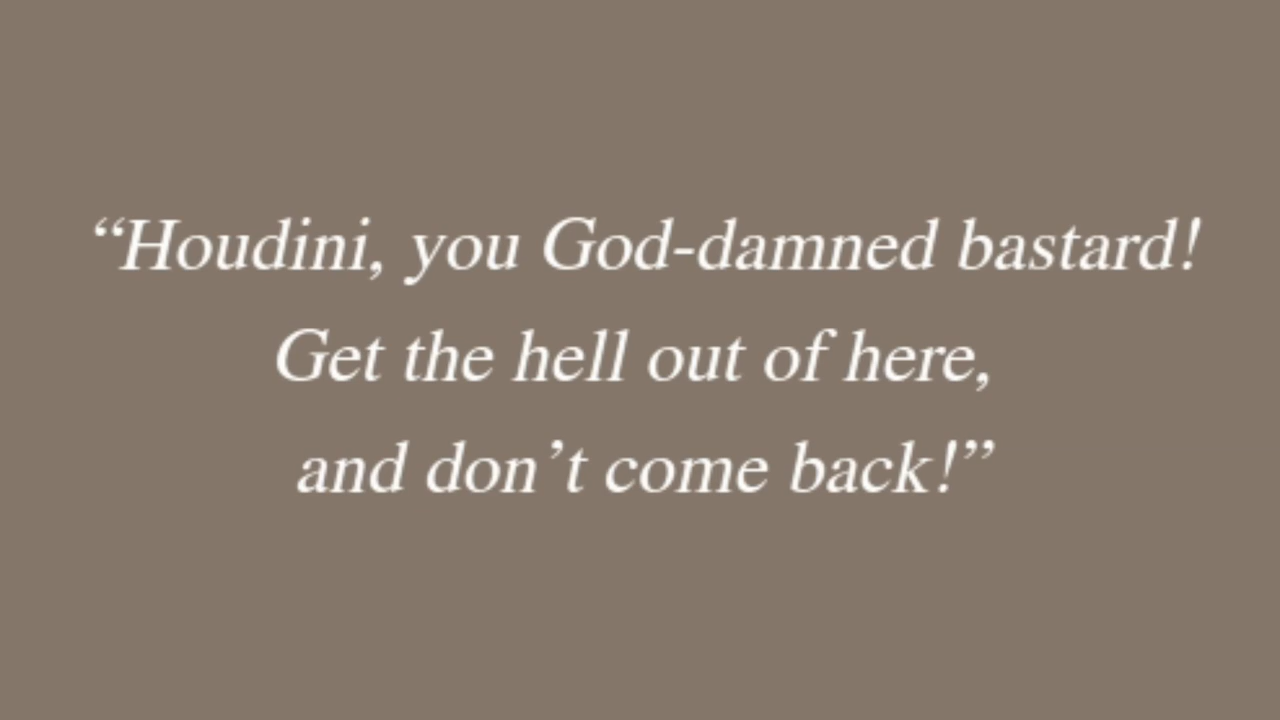 “Houdini, you God-damned bastard!
Get the hell out of here,
and don’t come back!”